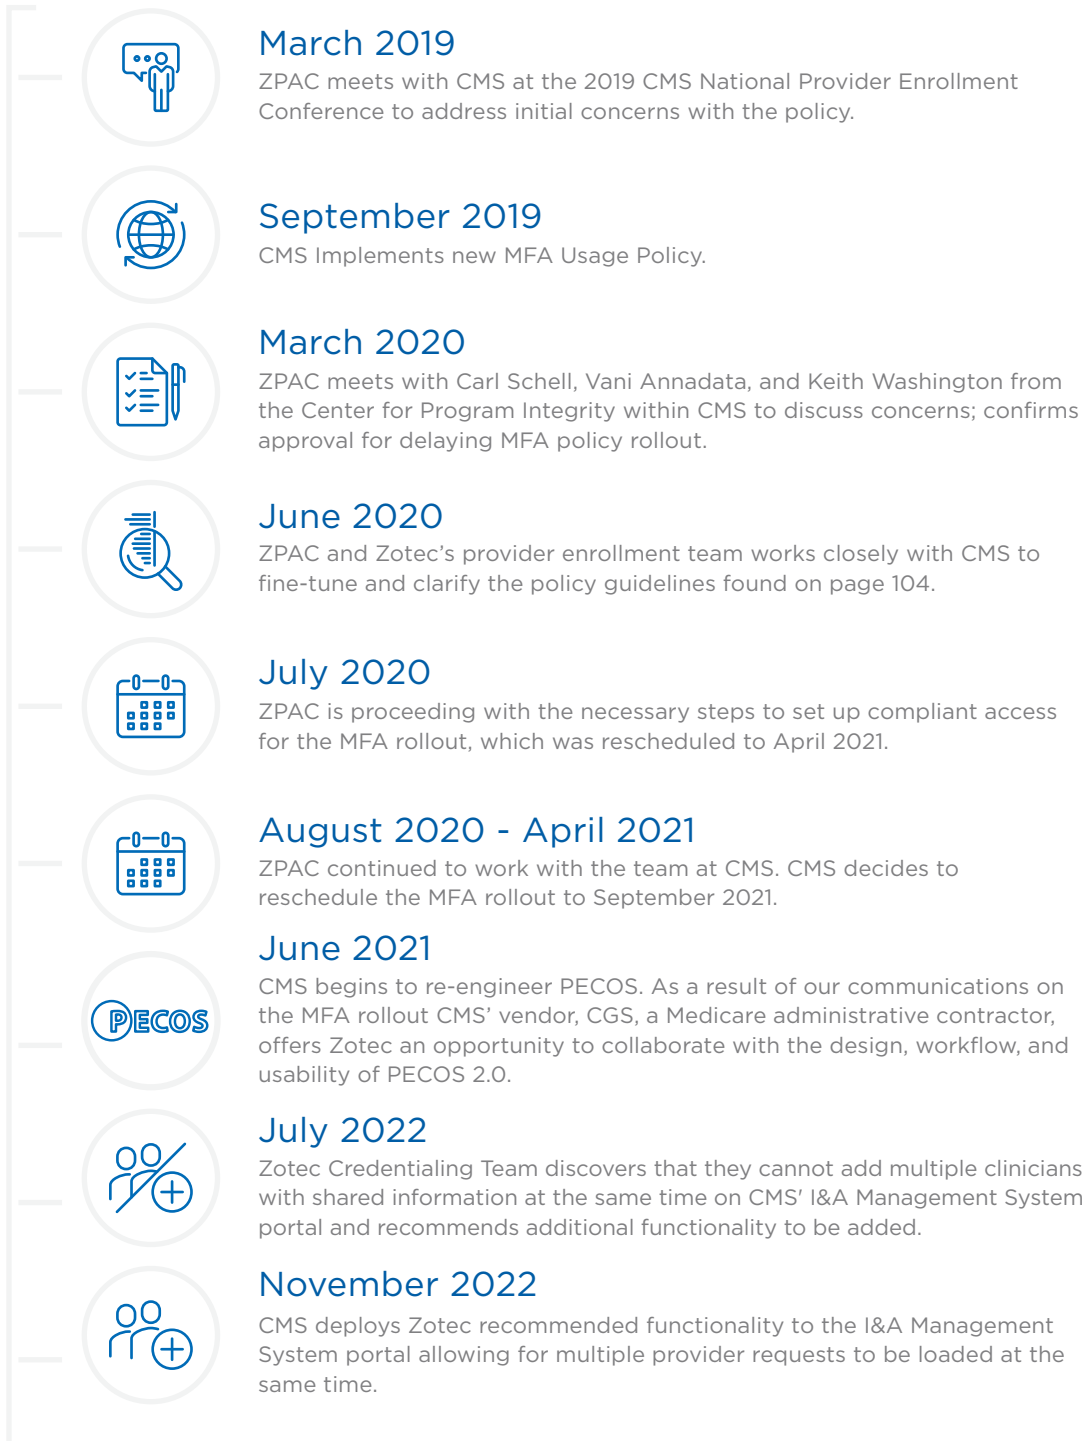 March 2019
ZPAC meets with CMS at the 2019 CMS National Provider Enrollment
Conference to address initial concerns with the policy.
September 2019
CMS Implements new MFA Usage Policy.
March 2020
ZPAC meets with Carl Schell, Vani Annadata, and Keith Washington from
the Center for Program Integrity within CMS to discuss concerns; confirms
approval for delaying MFA policy rollout.
June 2020
ZPAC and Zotec’s provider enrollment team works closely with CMS to
fine-tune and clarify the policy guidelines found on page 104.
July 2020
ZPAC is proceeding with the necessary steps to set up compliant access
for the MFA rollout, which was rescheduled to April 2021.
August 2020 - April 2021
ZPAC continued to work with the team at CMS. CMS decides to
reschedule the MFA rollout to September 2021.
PECOS
June 2021
CMS begins to re-engineer PECOS. As a result of our communications on
the MFA rollout CMS’ vendor, CGS, a Medicare administrative contractor,
offers Zotec an opportunity to collaborate with the design, workflow, and
usability of PECOS 2.0.
July 2022
Zotec Credentialing Team discovers that they cannot add multiple clinicians
with shared information at the same time on CMS' I&A Management System
portal and recommends additional functionality to be added.
November 2022
CMS deploys Zotec recommended functionality to the I&A Management
System portal allowing for multiple provider requests to be loaded at the
same time.